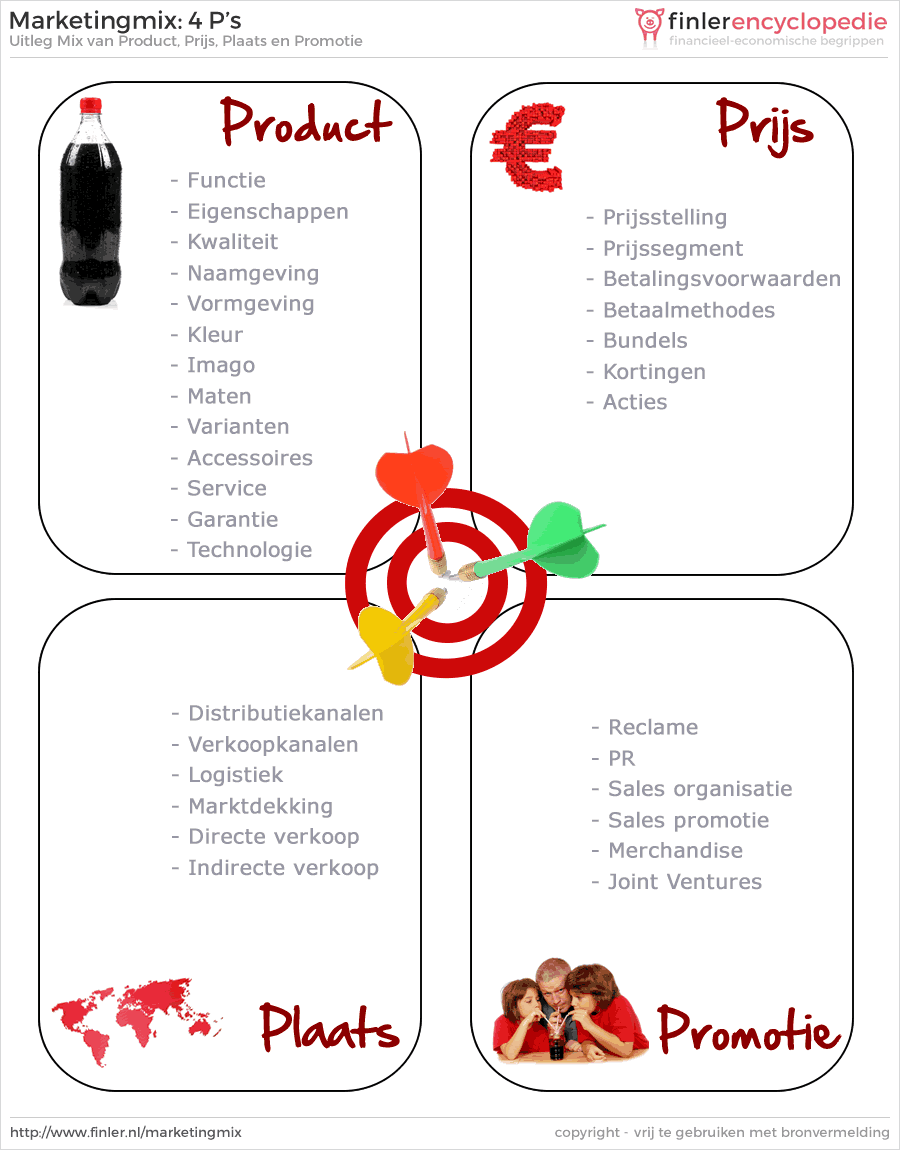 Marketingmix: 4 P's
Uitleg Mix van Product, Prijs, Plaats en Promotie
finlerencyclopedie
financieel-economische begrippen
Product
- Functie
- Eigenschappen
- Kwaliteit
- Naamgeving
- Vormgeving
- Kleur
- Imago
- Maten
- Varianten
- Accessoires
- Service
- Garantie
- Technologie
Prijs
- Prijsstelling
- Prijssegment
- Betalingsvoorwaarden
- Betaalmethodes
- Bundels
- Kortingen
- Acties
- Distributiekanalen
- Verkoopkanalen
- Logistiek
- Marktdekking
- Directe verkoop
- Indirecte verkoop
Plaats
- Reclame
- PR
- Sales organisatie
- Sales promotie
- Merchandise
- Joint Ventures
Promotie
http://www.finler.nl/marketingmix
copyright - vrij te gebruiken met bronvermelding